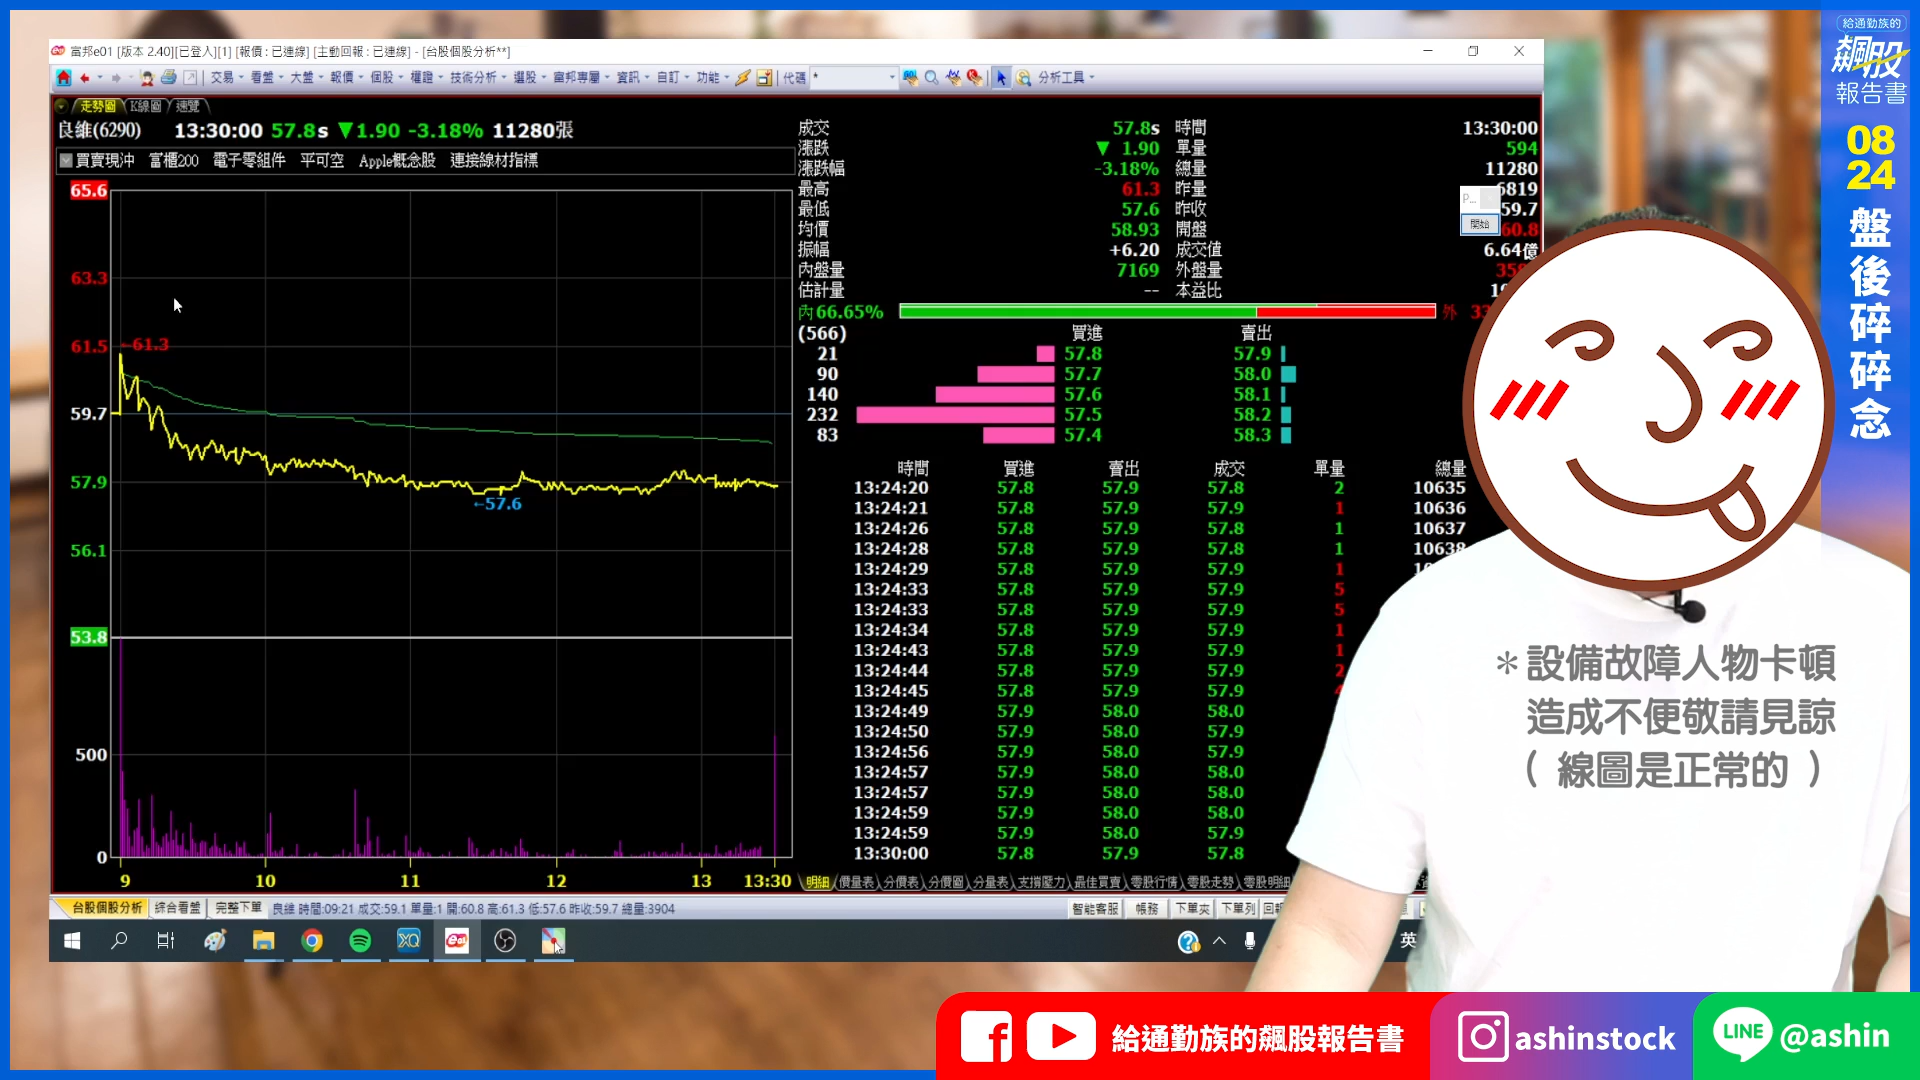 富邦e01 [版本 2.40][已登入][1] [報價 : 已連線] [主動回報 : 已連線] - [台股個股分析**]
交易 看盤 大盤 報價 個股 權證 技術分析 選股 富邦專屬 資訊 自訂 功能 代碼 * 分析工具
走勢圖 K線圖 速覽
良維(6290) 13:30:00 57.8s ▼1.90 -3.18% 11280張
買賣現沖 富櫃200 電子零組件 平可空 Apple概念股 連接線材指標
65.6
63.3
61.5
←61.3
59.7
57.9
←57.6
56.1
53.8
500
0
9 10 11 12 13 13:30
成交 57.8s 時間 13:30:00
漲跌 ▼ 1.90 單量 594
漲跌幅 -3.18% 總量 11280
最高 61.3 昨量 6819
最低 57.6 昨收 59.7
均價 58.93 開盤 60.8
振幅 +6.20 成交值 6.64億
內盤量 7169 外盤量
估計量 -- 本益比
P...
開始
內66.65% 外
(566) 買進 賣出
21 57.8 57.9
90 57.7 58.0
140 57.6 58.1
232 57.5 58.2
83 57.4 58.3
時間 買進 賣出 成交 單量 總量
13:24:20 57.8 57.9 57.8 2 10635
13:24:21 57.8 57.9 57.9 1 10636
13:24:26 57.8 57.9 57.8 1 10637
13:24:28 57.8 57.9 57.8 1 10638
13:24:29 57.8 57.9 57.9 1
13:24:33 57.8 57.9 57.9 5
13:24:33 57.8 57.9 57.9 5
13:24:34 57.8 57.9 57.9 1
13:24:43 57.8 57.9 57.9 1
13:24:44 57.8 57.9 57.9 2
13:24:45 57.8 57.9 57.9
13:24:49 57.9 58.0 58.0
13:24:50 57.9 58.0 58.0
13:24:56 57.9 58.0 58.0
13:24:57 57.9 58.0 58.0
13:24:57 57.9 58.0 58.0
13:24:59 57.9 58.0 58.0
13:24:59 57.9 58.0 57.9
13:30:00 57.8 57.9 57.8
明細 價量表 分價表 分價圖 分量表 支撐壓力 最佳買賣 零股行情 零股走勢 零股明細
台股個股分析 綜合看盤 完整下單 良維 時間:09:21 成交:59.1 單量:1 開:60.8 高:61.3 低:57.6 昨收:59.7 總量:3904
智能客服 帳務 下單夾 下單列
XQ e01 英
給通勤族的
飆股
報告書
08
24
盤後碎碎念
＊設備故障人物卡頓
造成不便敬請見諒
( 線圖是正常的 )
給通勤族的飆股報告書
ashinstock
LINE @ashin